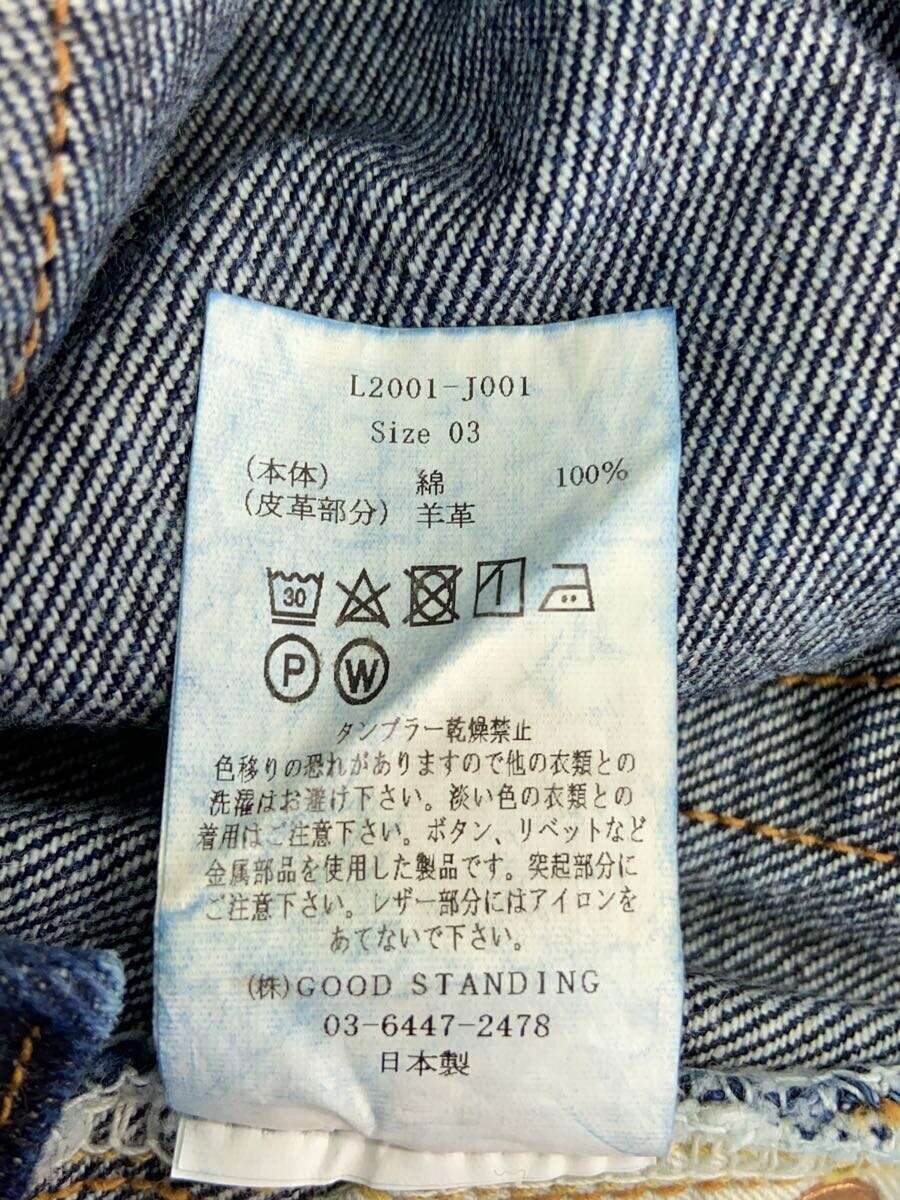 L2001-J001
Size 03
(本体) 綿 100%
(皮革部分) 羊革
30
P W
タンブラー乾燥禁止
色移りの恐れがありますので他の衣類との
洗濯はお避け下さい。淡い色の衣類との
着用はご注意下さい。ボタン、リベットなど
金属部品を使用した製品です。突起部分に
ご注意下さい。レザー部分にはアイロンを
あてないで下さい。
(株)GOOD STANDING
03-6447-2478
日本製